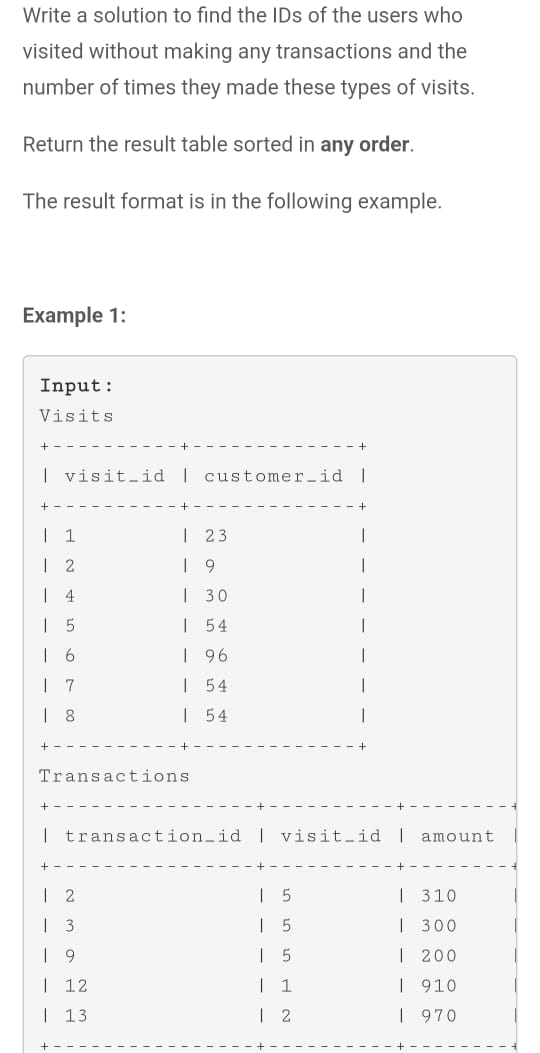 Write a solution to find the IDs of the users who
visited without making any transactions and the
number of times they made these types of visits.
Return the result table sorted in any order.
The result format is in the following example.
Example 1:
Input:
Visits
+----------+--------------+
| visit_id | customer_id |
+----------+--------------+
| 1 | 23 |
| 2 | 9 |
| 4 | 30 |
| 5 | 54 |
| 6 | 96 |
| 7 | 54 |
| 8 | 54 |
+----------+--------------+
Transactions
+----------------+----------+--------+
| transaction_id | visit_id | amount |
+----------------+----------+--------+
| 2 | 5 | 310 |
| 3 | 5 | 300 |
| 9 | 5 | 200 |
| 12 | 1 | 910 |
| 13 | 2 | 970 |
+----------------+----------+--------+